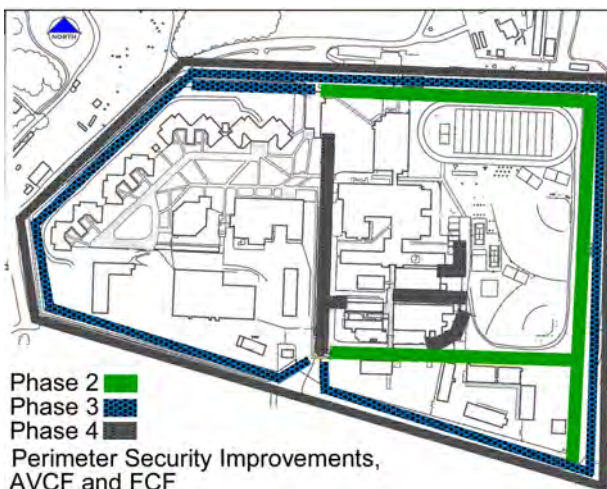 NORTH
Phase 2
Phase 3
Phase 4
Perimeter Security Improvements,
AVCF and FCF